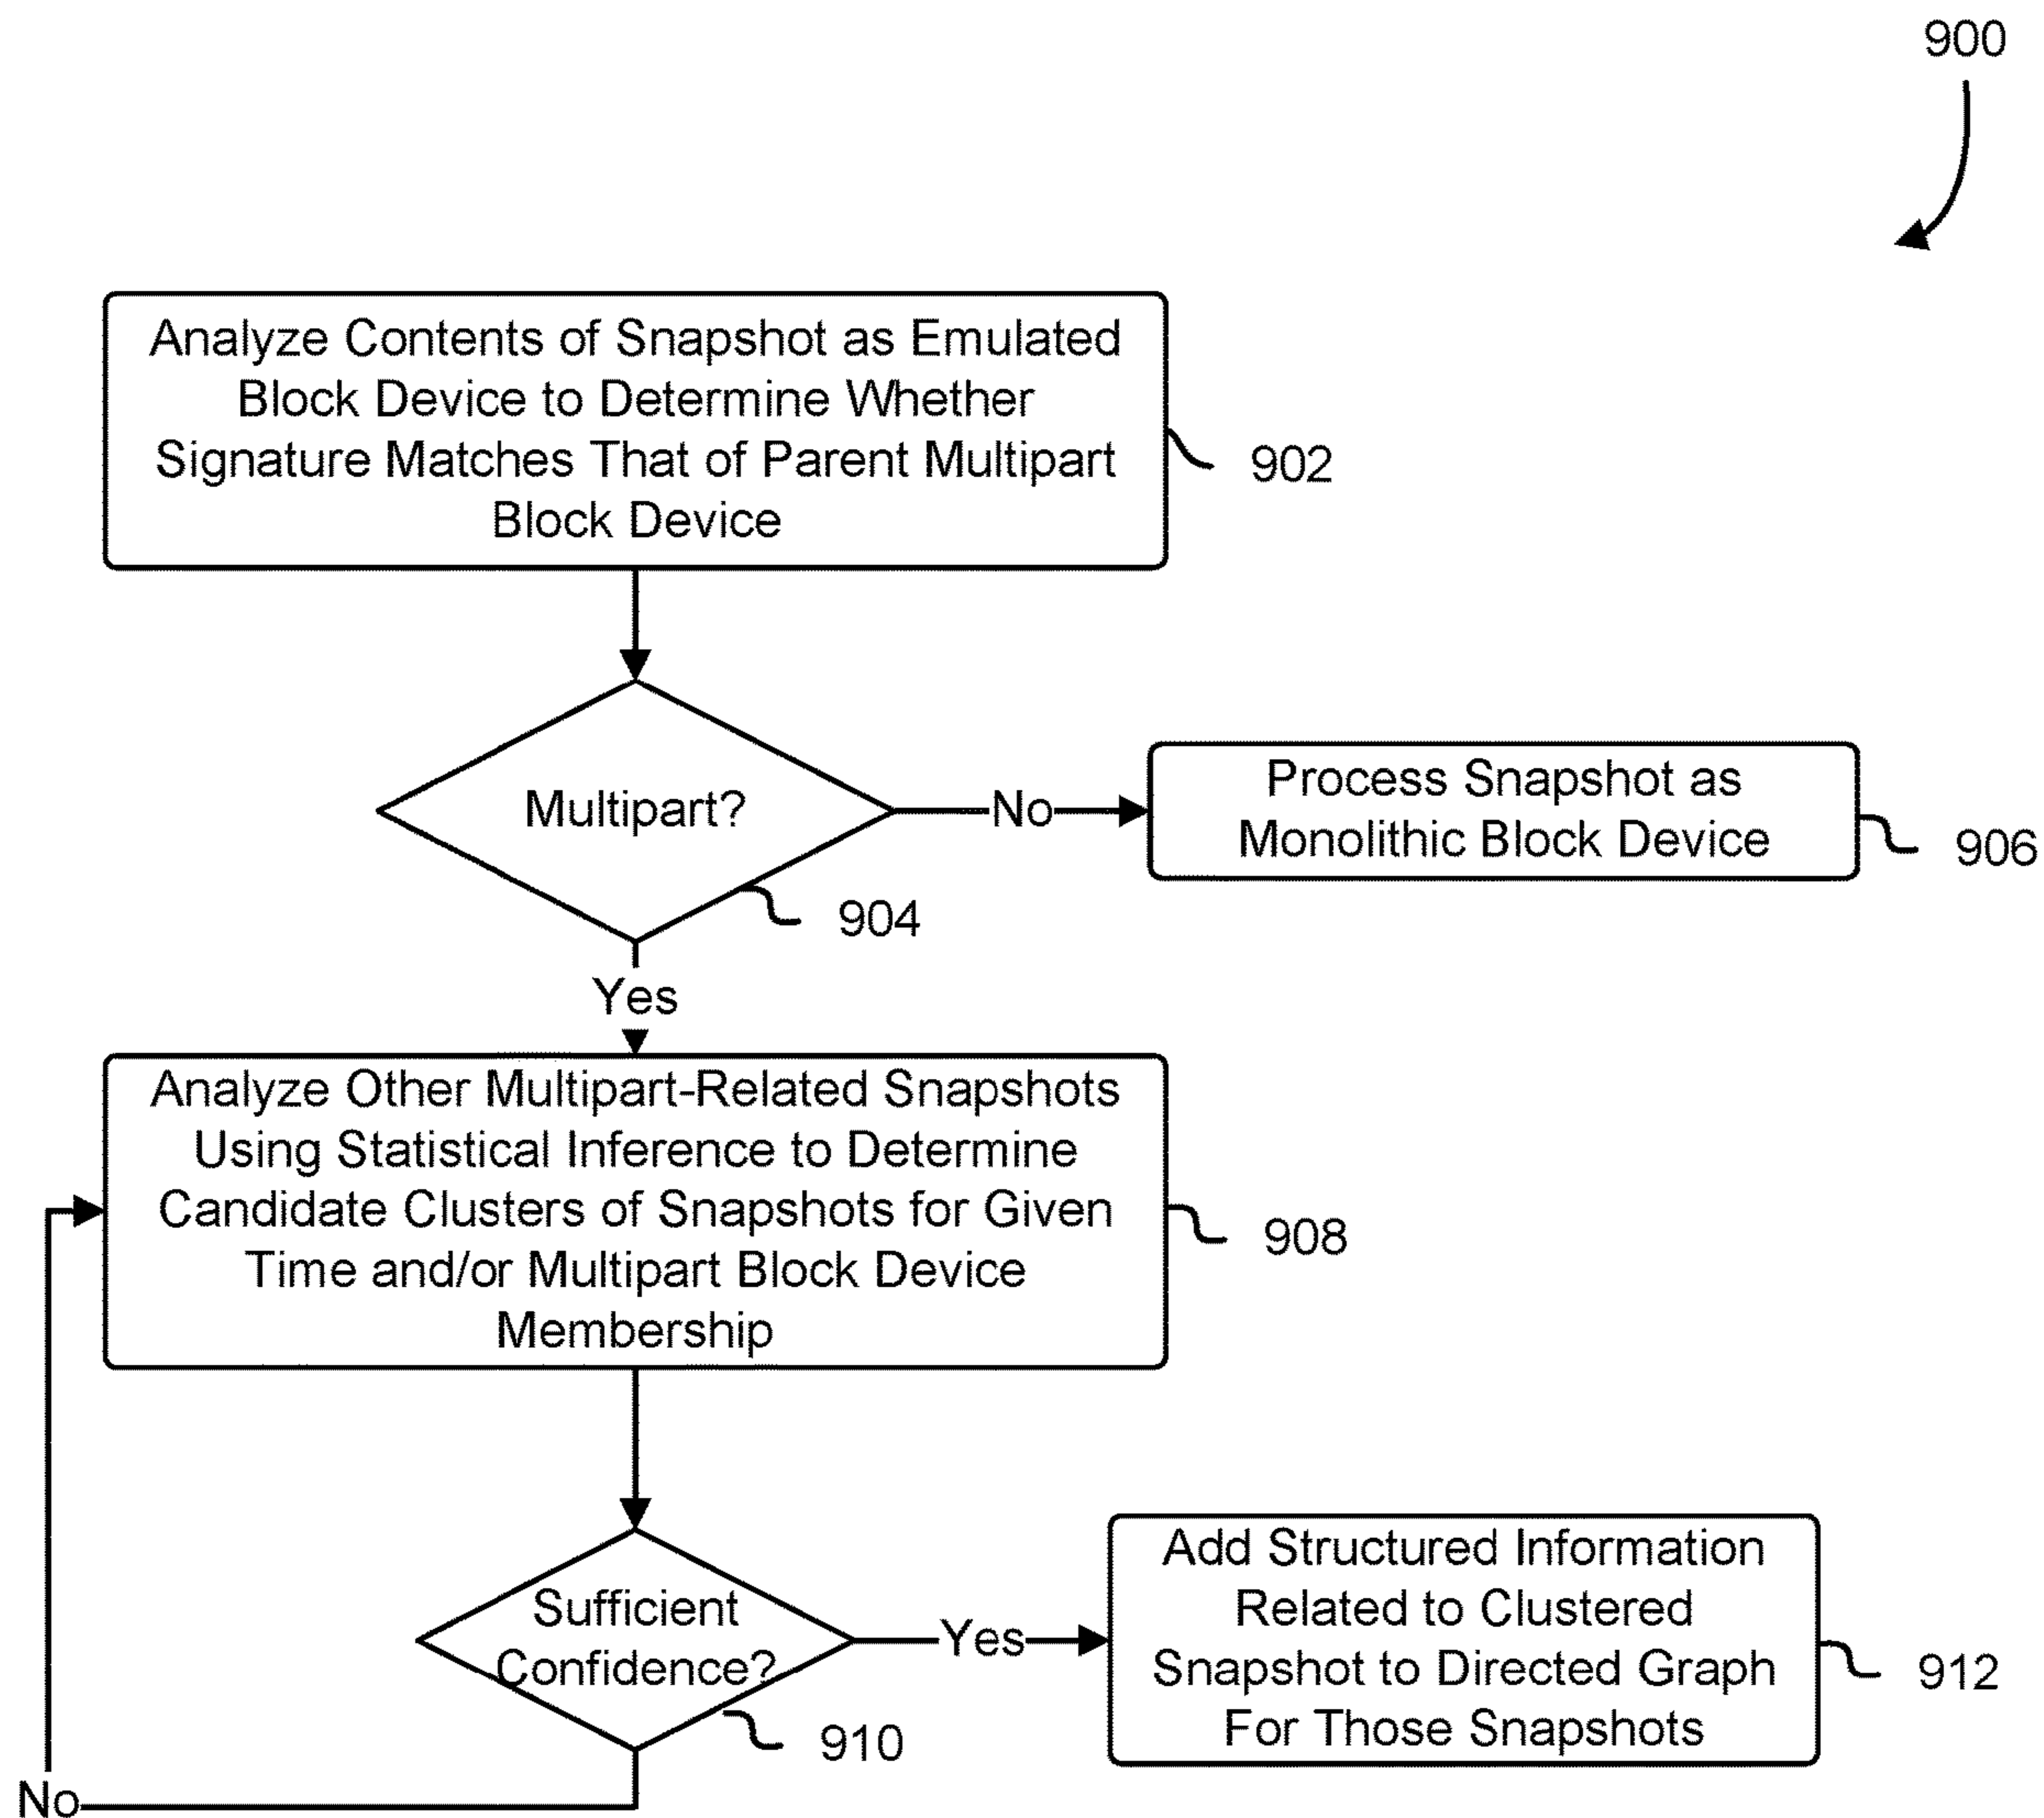 900
Analyze Contents of Snapshot as Emulated
Block Device to Determine Whether
Signature Matches That of Parent Multipart
Block Device
902
Multipart?
No
Process Snapshot as
Monolithic Block Device
906
904
Yes
Analyze Other Multipart-Related Snapshots
Using Statistical Inference to Determine
Candidate Clusters of Snapshots for Given
Time and/or Multipart Block Device
Membership
908
Sufficient
Confidence?
Yes
Add Structured Information
Related to Clustered
Snapshot to Directed Graph
For Those Snapshots
912
910
No